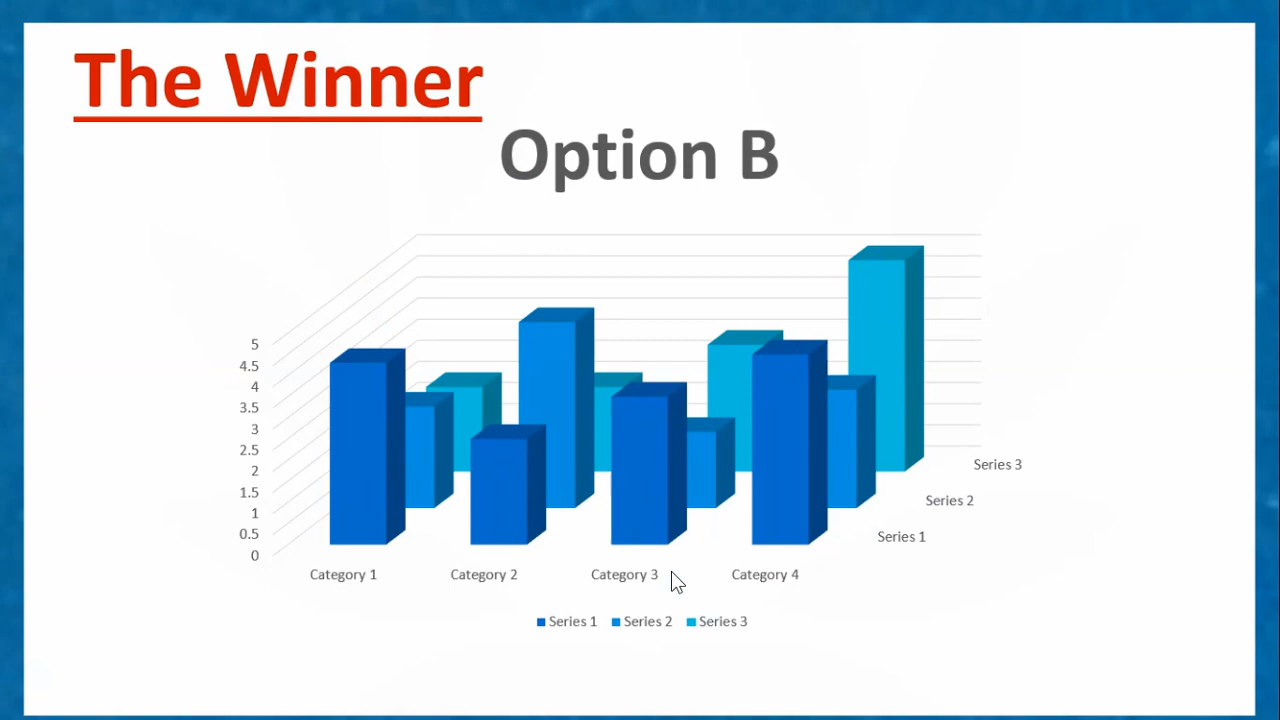 The Winner
Option B
5
4.5
4
3.5
3
2.5
2
1.5
1
0.5
0
Series 3
Series 2
Series 1
Category 1 Category 2 Category 3 Category 4
Series 1 Series 2 Series 3